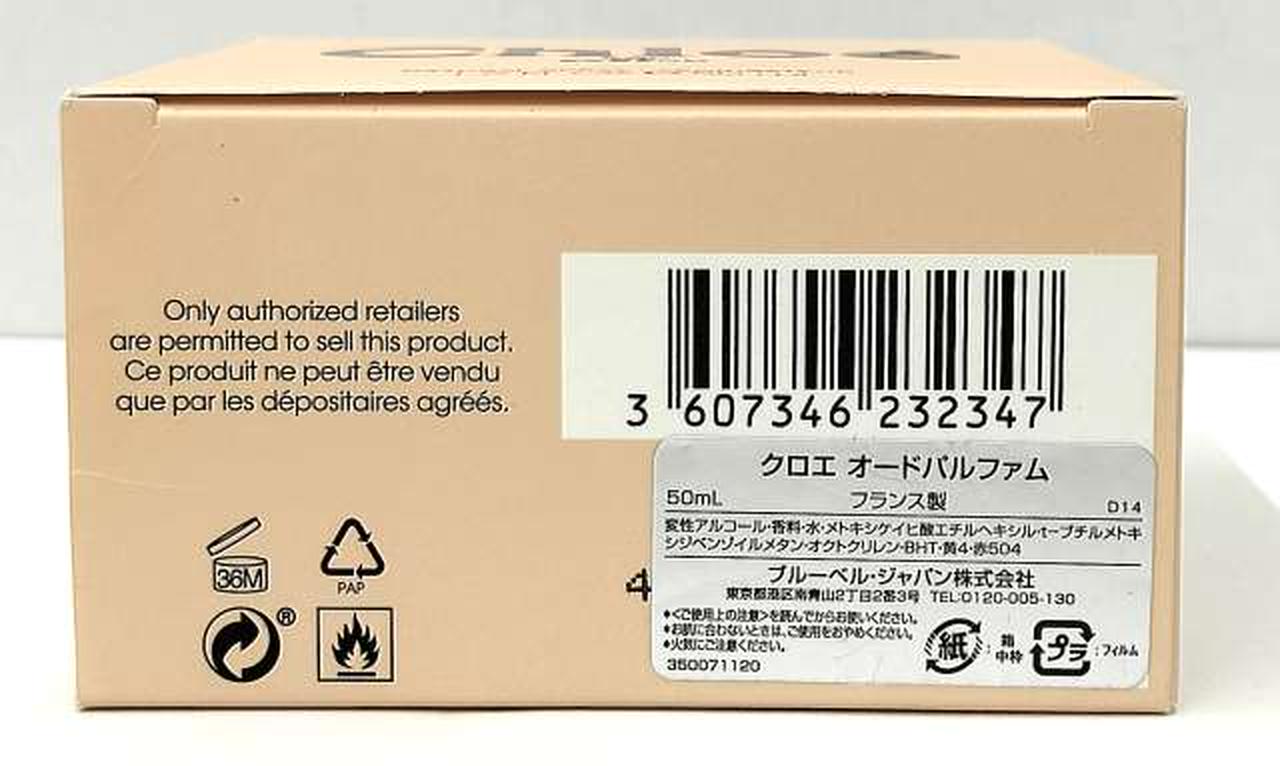 Chloé
Only authorized retailers
are permitted to sell this product.
Ce produit ne peut être vendu
que par les dépositaires agréés.
3 607346 232347
36M
PAP
®
4
クロエ オードパルファム
50mL フランス製 D14
変性アルコール・香料・水・メトキシケイヒ酸エチルヘキシル・t-ブチルメトキ
シジベンゾイルメタン・オクトクリレン・BHT・黄4・赤504
ブルーベル・ジャパン株式会社
東京都港区南青山2丁目2番3号 TEL:0120-005-130
♦<ご使用上の注意>を読んでからお使いください。
♦お肌に合わないときは、ご使用をおやめください。
♦火気にご注意ください。
350071120
紙 : 箱 中枠
プラ : フィルム